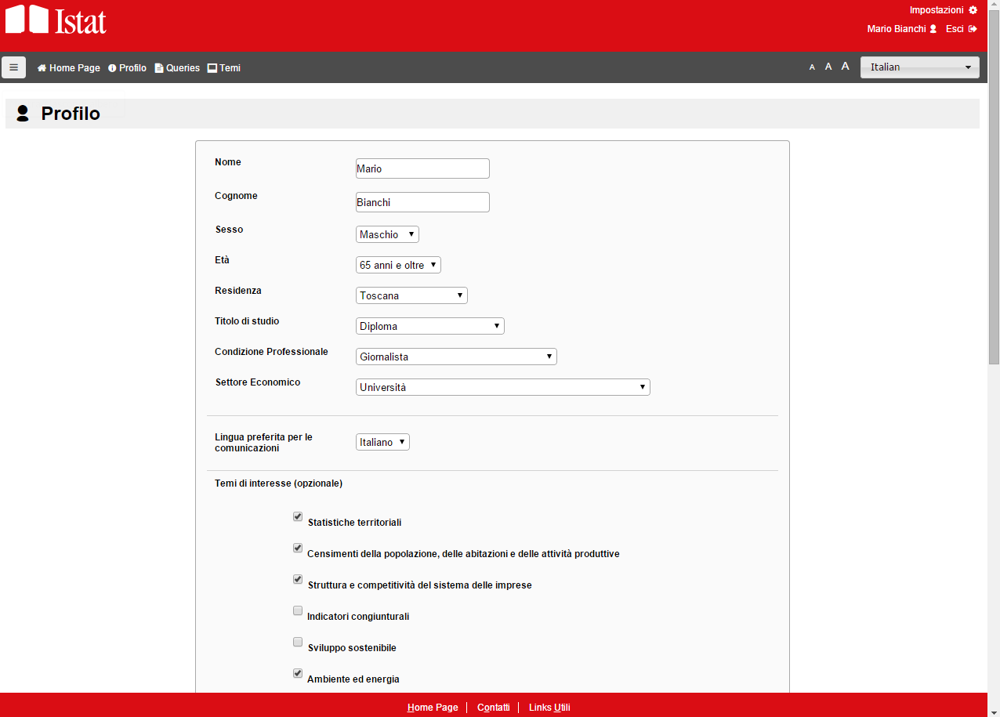 Istat
Impostazioni
Mario Bianchi Esci
Home Page Profilo Queries Temi
A A A Italian
Profilo
Nome Mario
Cognome Bianchi
Sesso Maschio
Età 65 anni e oltre
Residenza Toscana
Titolo di studio Diploma
Condizione Professionale Giornalista
Settore Economico Università
Lingua preferita per le
comunicazioni Italiano
Temi di interesse (opzionale)
Statistiche territoriali
Censimenti della popolazione, delle abitazioni e delle attività produttive
Struttura e competitività del sistema delle imprese
Indicatori congiunturali
Sviluppo sostenibile
Ambiente ed energia
Home Page Contatti Links Utili